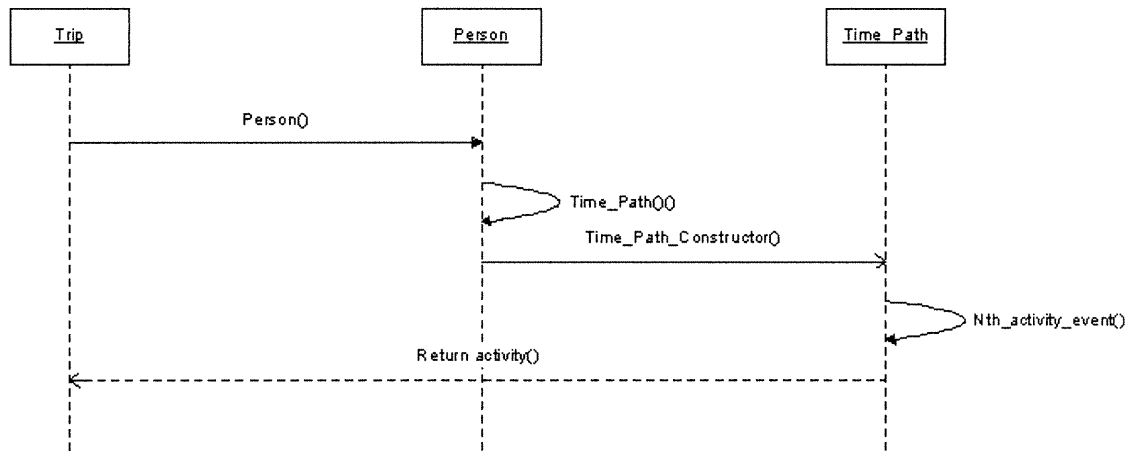 Trip
Person
Time_Path
Person()
Time_Path()()
Time_Path_Constructor()
Nth_activity_event()
Return activity()